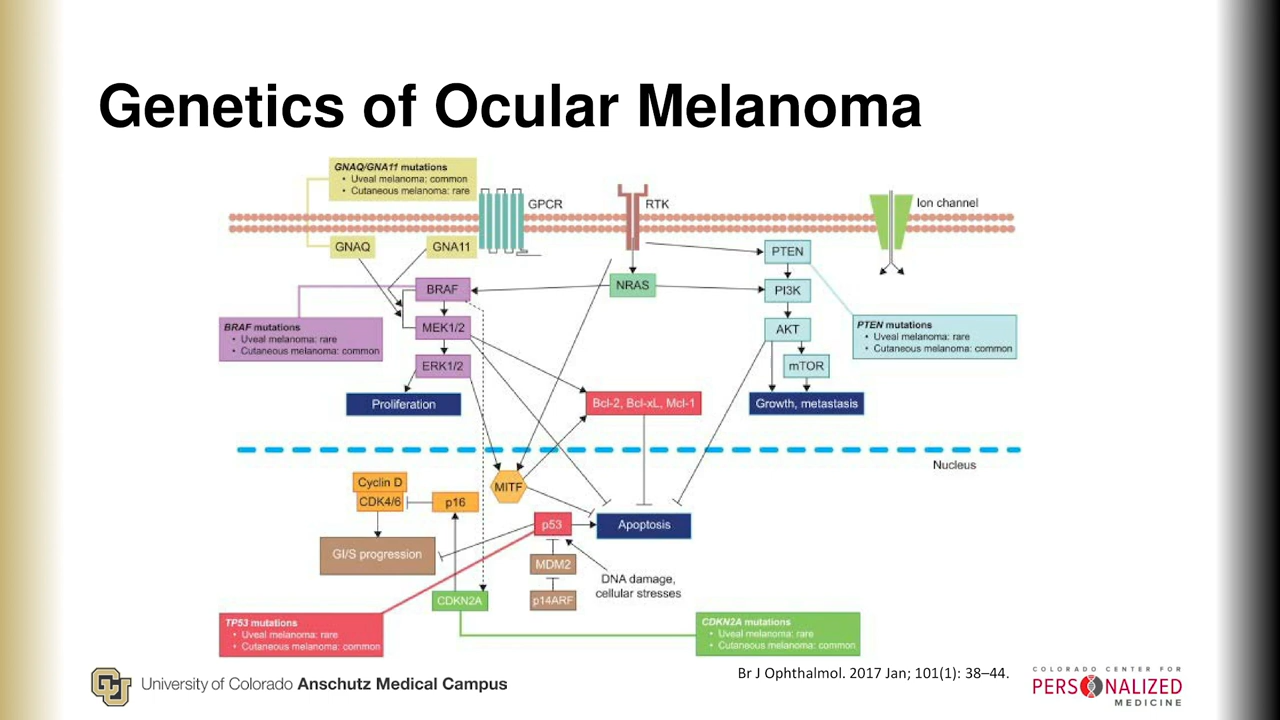 Genetics of Ocular Melanoma
GNAQ/GNA11 mutations
• Uveal melanoma: common
• Cutaneous melanoma: rare
GPCR
RTK
Ion channel
GNAQ
GNA11
PTEN
BRAF
NRAS
PI3K
BRAF mutations
• Uveal melanoma: rare
• Cutaneous melanoma: common
MEK1/2
AKT
PTEN mutations
• Uveal melanoma: rare
• Cutaneous melanoma: common
ERK1/2
mTOR
Proliferation
Bcl-2, Bcl-xL, Mcl-1
Growth, metastasis
Nucleus
Cyclin D
CDK4/6
p16
MITF
p53
Apoptosis
GI/S progression
MDM2
DNA damage,
cellular stresses
CDKN2A
p14ARF
TP53 mutations
• Uveal melanoma: rare
• Cutaneous melanoma: common
CDKN2A mutations
• Uveal melanoma: rare
• Cutaneous melanoma: common
CU
University of Colorado Anschutz Medical Campus
Br J Ophthalmol. 2017 Jan; 101(1): 38–44.
COLORADO CENTER FOR
PERSONALIZED
MEDICINE